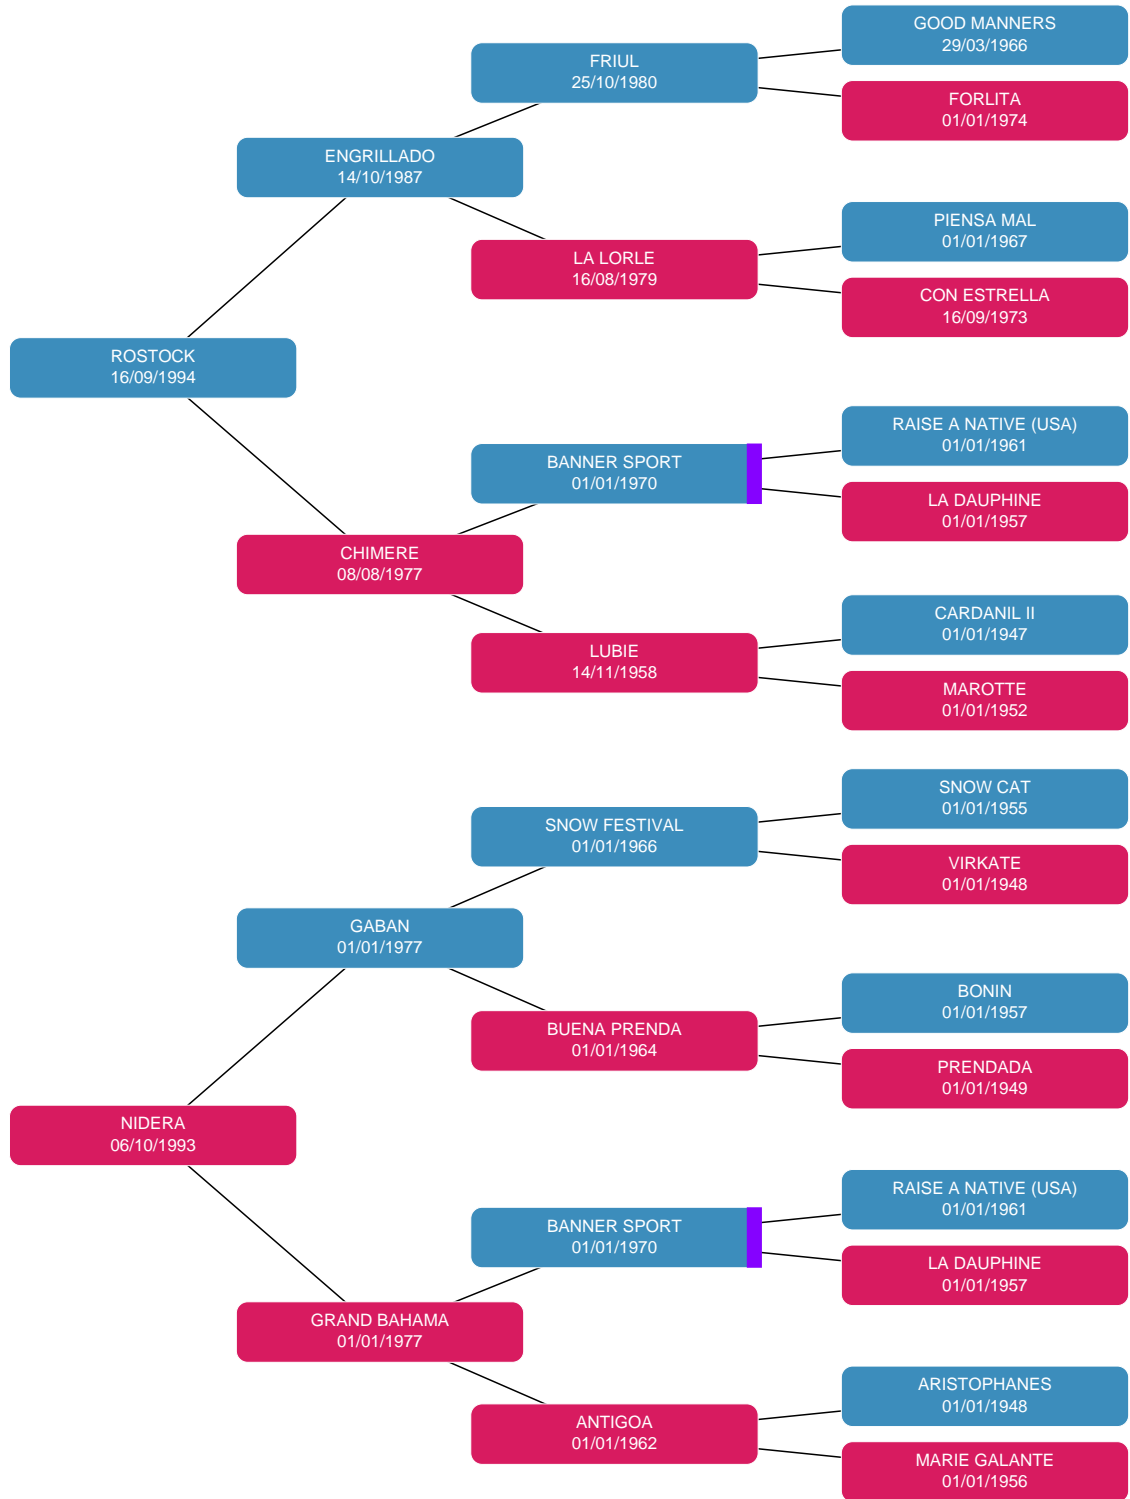 GOOD MANNERS
29/03/1966
FRIUL
25/10/1980
FORLITA
01/01/1974
ENGRILLADO
14/10/1987
PIENSA MAL
01/01/1967
LA LORLE
16/08/1979
CON ESTRELLA
16/09/1973
ROSTOCK
16/09/1994
RAISE A NATIVE (USA)
01/01/1961
BANNER SPORT
01/01/1970
LA DAUPHINE
01/01/1957
CHIMERE
08/08/1977
CARDANIL II
01/01/1947
LUBIE
14/11/1958
MAROTTE
01/01/1952
SNOW CAT
01/01/1955
SNOW FESTIVAL
01/01/1966
VIRKATE
01/01/1948
GABAN
01/01/1977
BONIN
01/01/1957
BUENA PRENDA
01/01/1964
PRENDADA
01/01/1949
NIDERA
06/10/1993
RAISE A NATIVE (USA)
01/01/1961
BANNER SPORT
01/01/1970
LA DAUPHINE
01/01/1957
GRAND BAHAMA
01/01/1977
ARISTOPHANES
01/01/1948
ANTIGOA
01/01/1962
MARIE GALANTE
01/01/1956